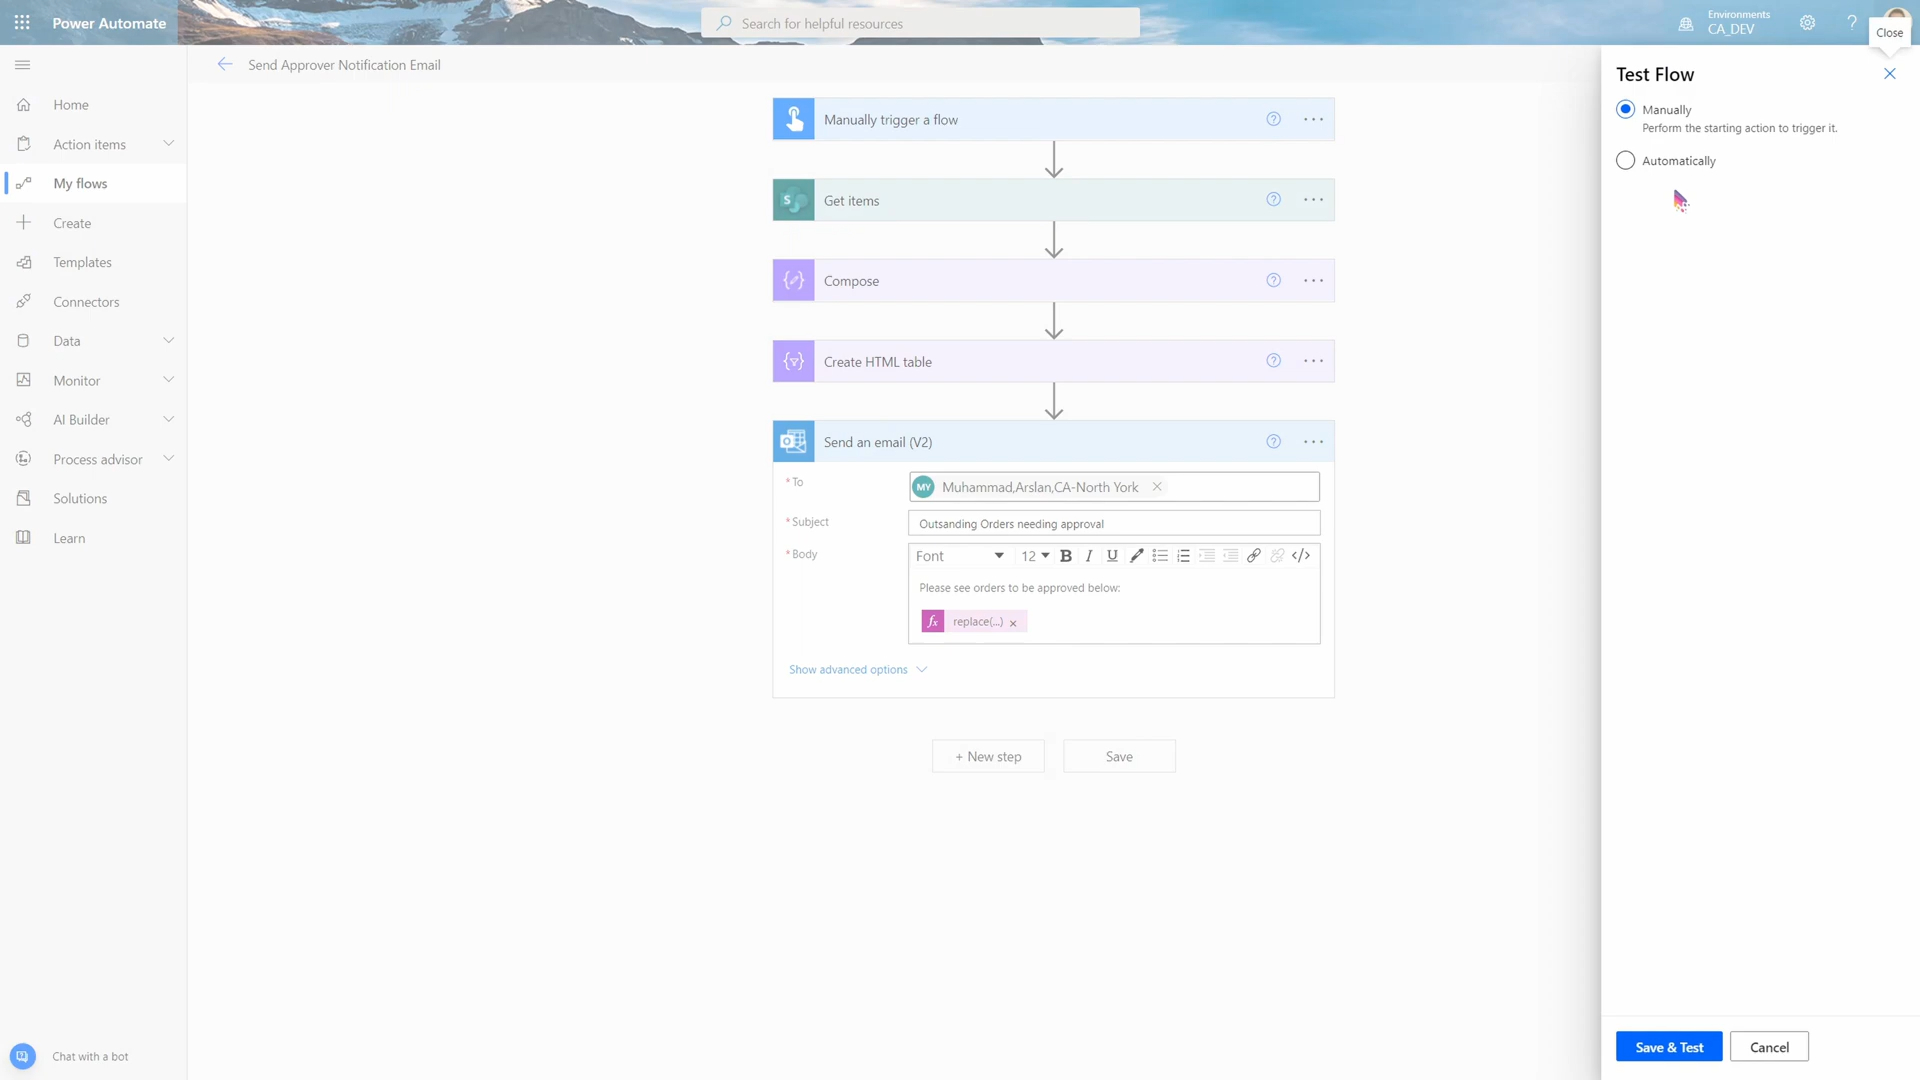 Power Automate
Search for helpful resources
Environments
CA_DEV
?
Close
Send Approver Notification Email
Home
Action items
My flows
Create
Templates
Connectors
Data
Monitor
AI Builder
Process advisor
Solutions
Learn
Chat with a bot
Manually trigger a flow
Get items
Compose
Create HTML table
Send an email (V2)
* To
MY Muhammad,Arslan,CA-North York
* Subject
Outsanding Orders needing approval
* Body
Font 12 B I U </>
Please see orders to be approved below:
fx replace(...) ×
Show advanced options
+ New step
Save
Test Flow
Manually
Perform the starting action to trigger it.
Automatically
Save & Test
Cancel